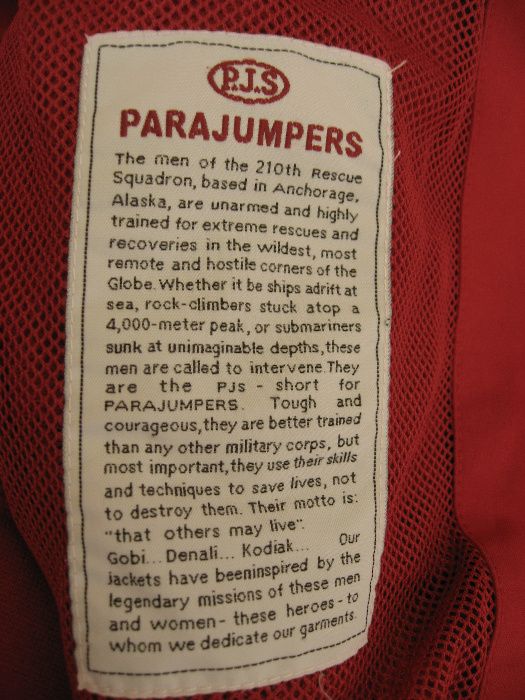 P.J.S
PARAJUMPERS
The men of the 210th Rescue
Squadron, based in Anchorage,
Alaska, are unarmed and highly
trained for extreme rescues and
recoveries in the wildest, most
remote and hostile corners of the
Globe. Whether it be ships adrift at
sea, rock-climbers stuck atop a
4,000-meter peak, or submariners
sunk at unimaginable depths, these
men are called to intervene. They
are the PJs - short for
PARAJUMPERS. Tough and
courageous, they are better trained
than any other military corps, but
most important, they use their skills
and techniques to save lives, not
to destroy them. Their motto is:
"that others may live".
Gobi... Denali... Kodiak... Our
jackets have beeninspired by the
legendary missions of these men
and women - these heroes - to
whom we dedicate our garments.